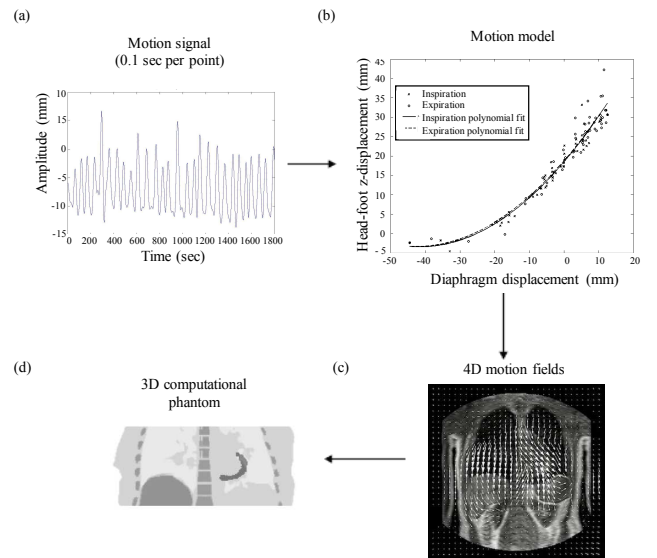 (a)
Motion signal
(0.1 sec per point)
Amplitude (mm)
10
5
0
-5
-10
-15
0 200 400 600 800 1000 1200 1400 1600 1800
Time (sec)
(b)
Motion model
Head-foot z-displacement (mm)
45
40
35
30
25
20
15
10
5
0
-5
Inspiration
Expiration
Inspiration polynomial fit
Expiration polynomial fit
-50 -40 -30 -20 -10 0 10 20
Diaphragm displacement (mm)
(d)
3D computational
phantom
(c)
4D motion fields